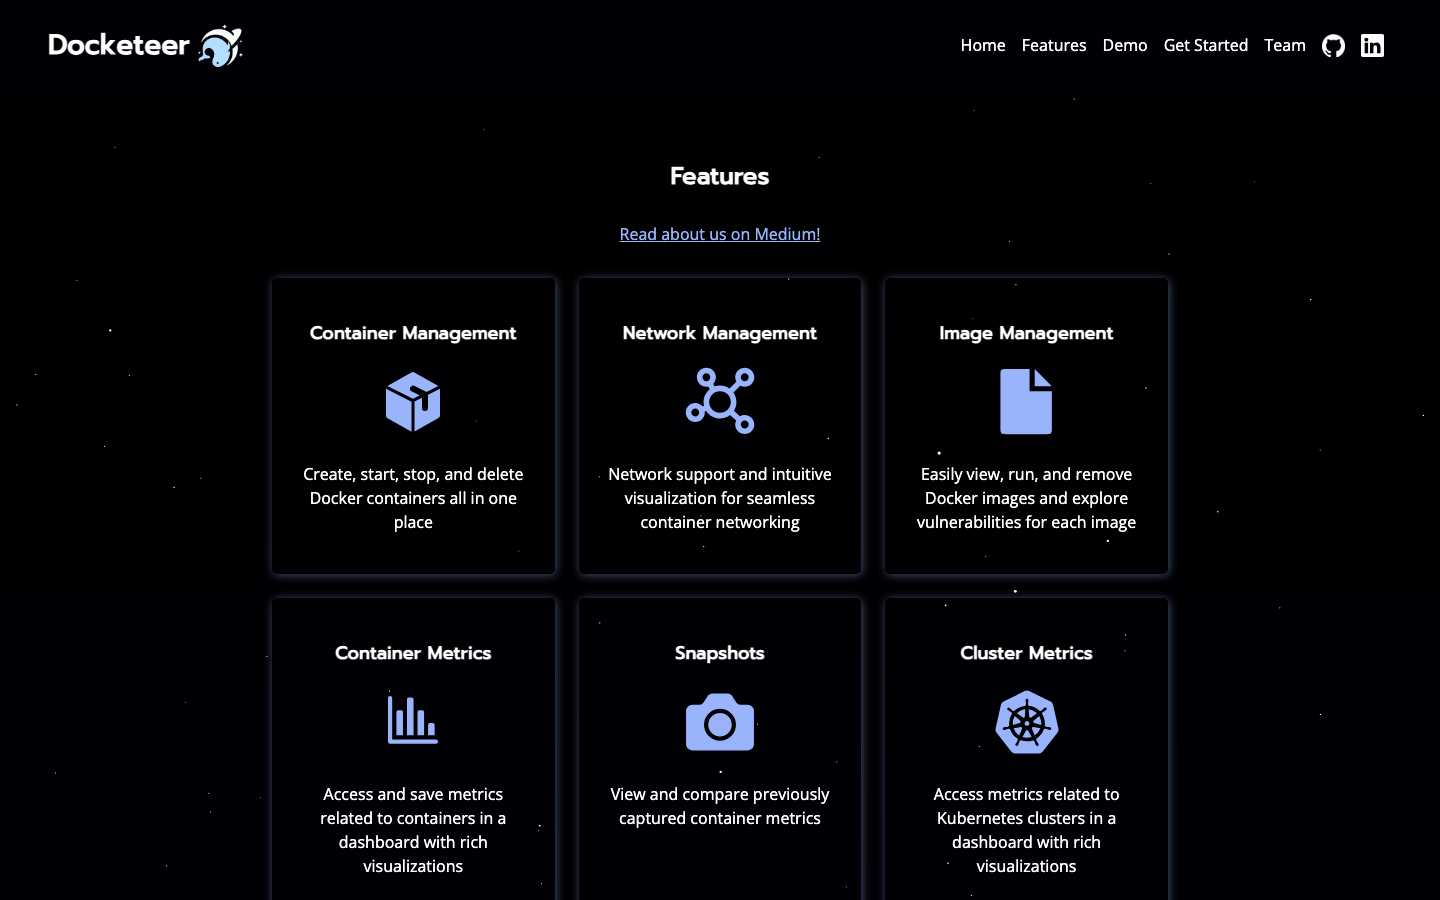 Docketeer
Home Features Demo Get Started Team
Features
Read about us on Medium!
Container Management
Create, start, stop, and delete
Docker containers all in one
place
Network Management
Network support and intuitive
visualization for seamless
container networking
Image Management
Easily view, run, and remove
Docker images and explore
vulnerabilities for each image
Container Metrics
Access and save metrics
related to containers in a
dashboard with rich
visualizations
Snapshots
View and compare previously
captured container metrics
Cluster Metrics
Access metrics related to
Kubernetes clusters in a
dashboard with rich
visualizations